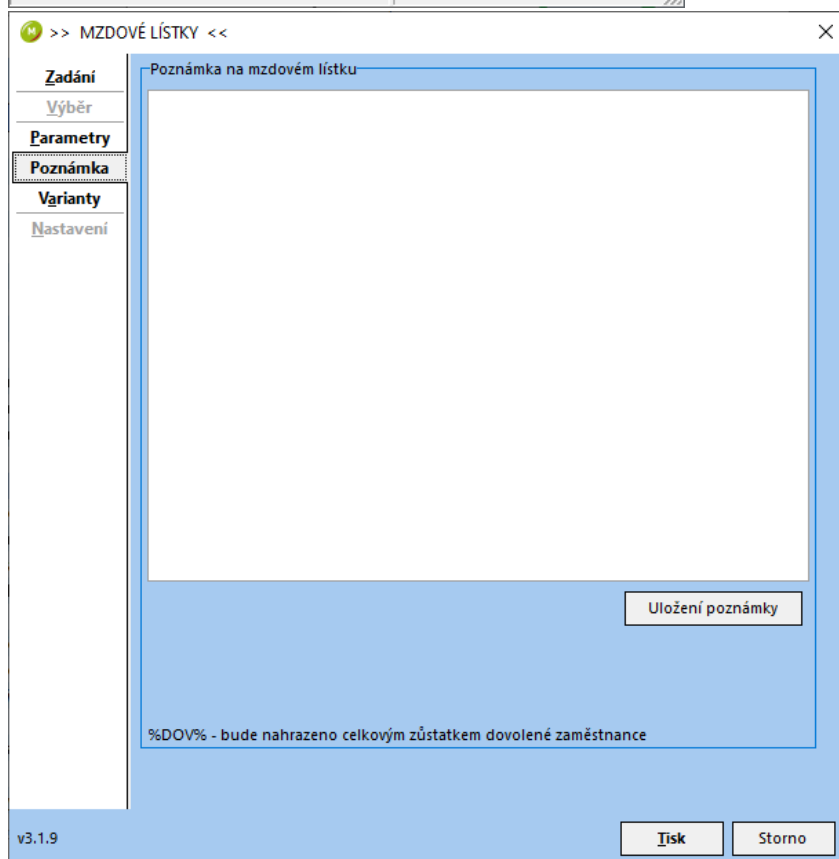 >> MZDOVÉ LÍSTKY <<
Zadání
Výběr
Parametry
Poznámka
Varianty
Nastavení
Poznámka na mzdovém lístku
Uložení poznámky
%DOV% - bude nahrazeno celkovým zůstatkem dovolené zaměstnance
v3.1.9
Tisk
Storno